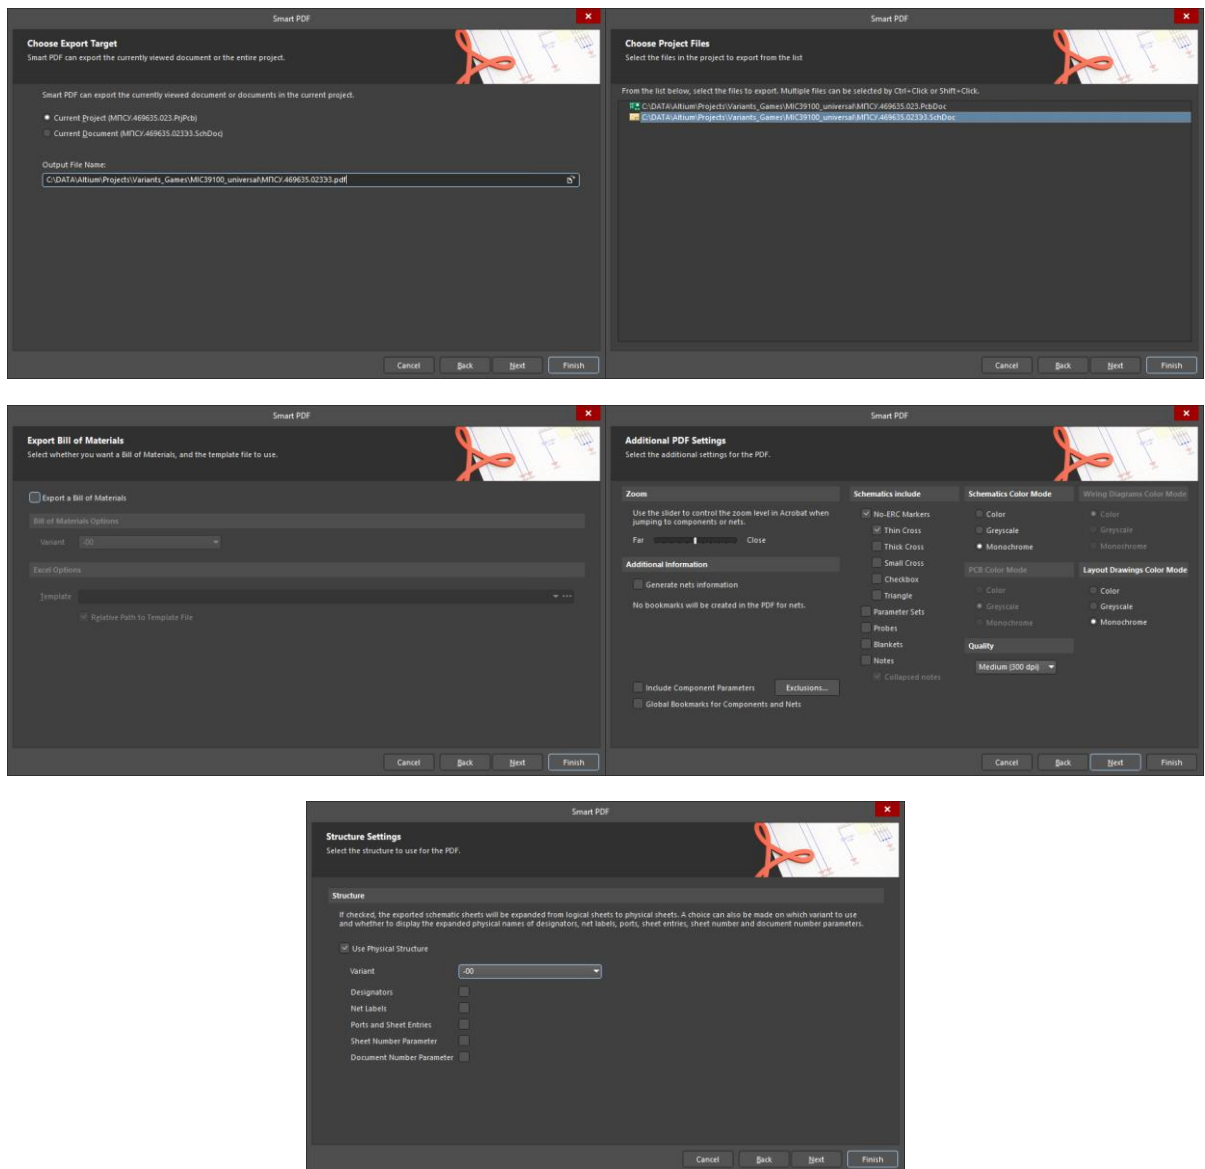 Smart PDF
Choose Export Target
Smart PDF can export the currently viewed document or the entire project.
Smart PDF can export the currently viewed document or documents in the current project.
Current Project (МПСУ.469635.023.PrjPcb)
Current Document (МПСУ.469635.023Э3.SchDoc)
Output File Name:
C:\DATA\Altium\Projects\Variants_Games\MIC39100_universal\МПСУ.469635.023Э3.pdf
Cancel Back Next Finish
Smart PDF
Choose Project Files
Select the files in the project to export from the list
From the list below, select the files to export. Multiple files can be selected by Ctrl+Click or Shift+Click.
C:\DATA\Altium\Projects\Variants_Games\MIC39100_universal\МПСУ.469635.023.PcbDoc
C:\DATA\Altium\Projects\Variants_Games\MIC39100_universal\МПСУ.469635.023Э3.SchDoc
Cancel Back Next Finish
Smart PDF
Export Bill of Materials
Select whether you want a Bill of Materials, and the template file to use.
Export a Bill of Materials
Bill of Materials Options
Variant -00
Excel Options
Template
Relative Path to Template File
Cancel Back Next Finish
Smart PDF
Additional PDF Settings
Select the additional settings for the PDF.
Zoom
Use the slider to control the zoom level in Acrobat when
jumping to components or nets.
Far Close
Additional Information
Generate nets information
No bookmarks will be created in the PDF for nets.
Include Component Parameters Exclusions...
Global Bookmarks for Components and Nets
Schematics include
No-ERC Markers
Thin Cross
Thick Cross
Small Cross
Checkbox
Triangle
Parameter Sets
Probes
Blankets
Notes
Collapsed notes
Schematics Color Mode
Color
Greyscale
Monochrome
PCB Color Mode
Color
Greyscale
Monochrome
Quality
Medium (300 dpi)
Wiring Diagrams Color Mode
Color
Greyscale
Monochrome
Layout Drawings Color Mode
Color
Greyscale
Monochrome
Cancel Back Next Finish
Smart PDF
Structure Settings
Select the structure to use for the PDF.
Structure
If checked, the exported schematic sheets will be expanded from logical sheets to physical sheets. A choice can also be made on which variant to use
and whether to display the expanded physical names of designators, net labels, ports, sheet entries, sheet number and document number parameters.
Use Physical Structure
Variant -00
Designators
Net Labels
Ports and Sheet Entries
Sheet Number Parameter
Document Number Parameter
Cancel Back Next Finish